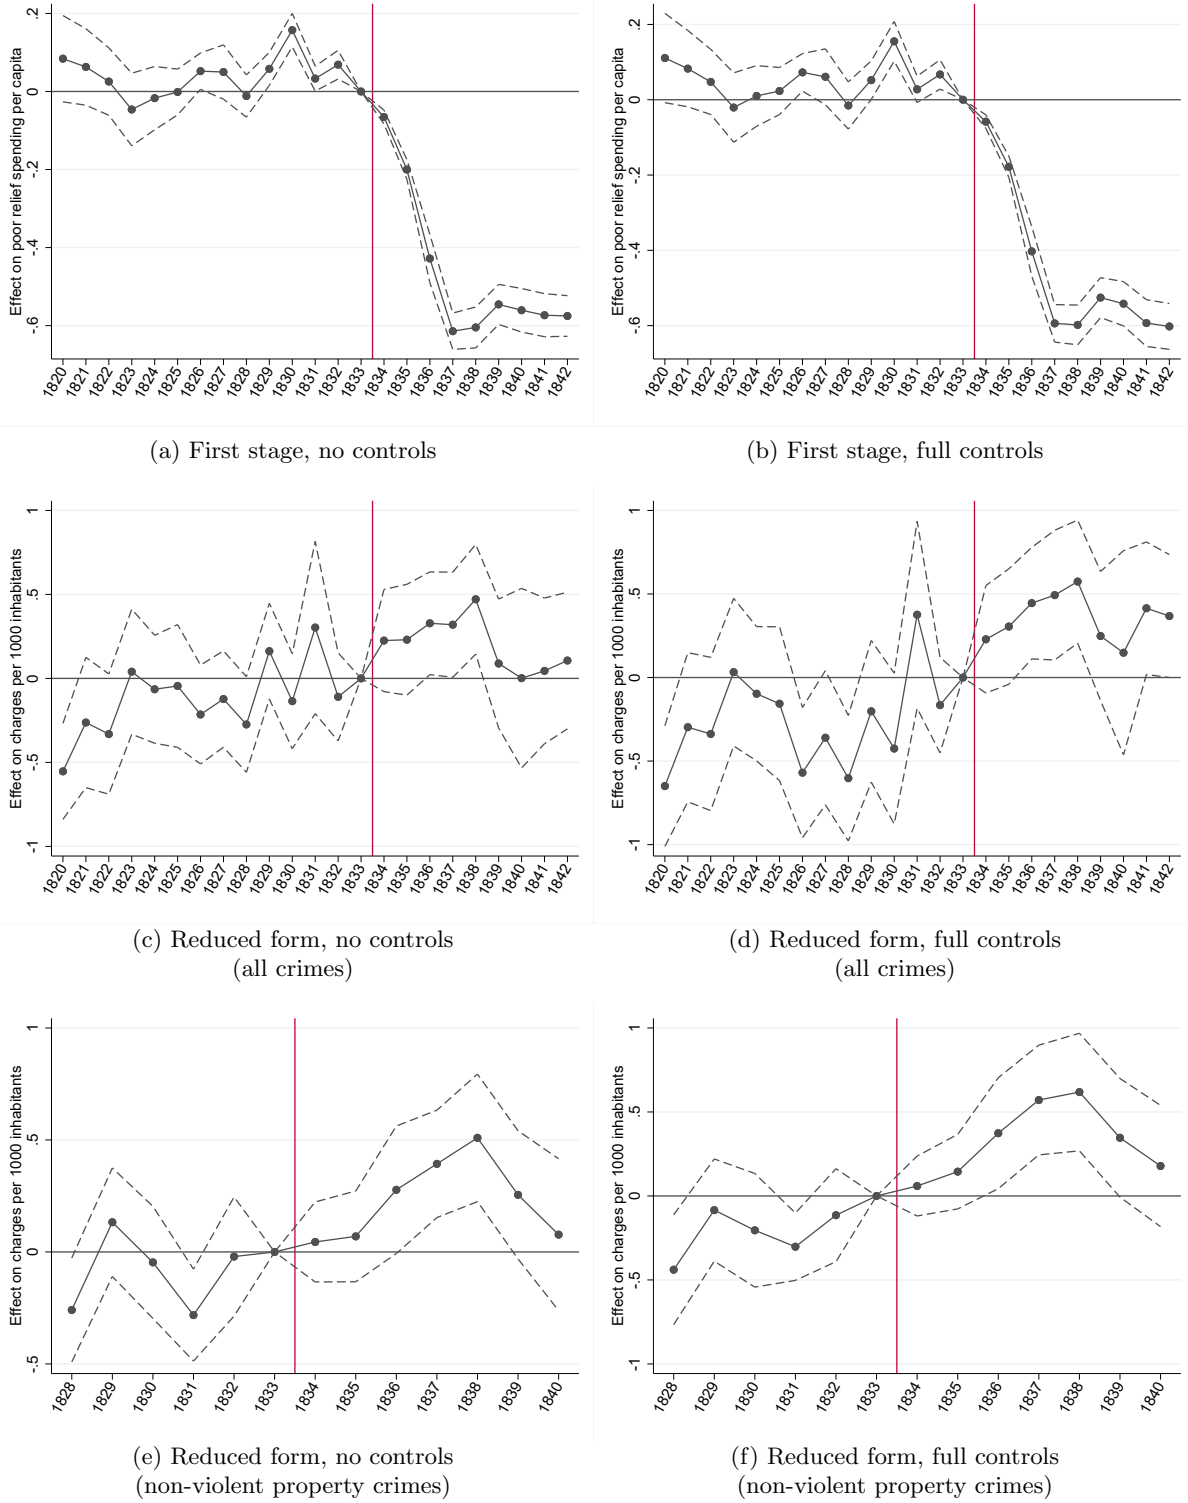 Effect on poor relief spending per capita
.2
0
-.2
-.4
-.6
1820 1821 1822 1823 1824 1825 1826 1827 1828 1829 1830 1831 1832 1833 1834 1835 1836 1837 1838 1839 1840 1841 1842
(a) First stage, no controls
Effect on poor relief spending per capita
.2
0
-.2
-.4
-.6
1820 1821 1822 1823 1824 1825 1826 1827 1828 1829 1830 1831 1832 1833 1834 1835 1836 1837 1838 1839 1840 1841 1842
(b) First stage, full controls
Effect on charges per 1000 inhabitants
1
.5
0
-.5
-1
1820 1821 1822 1823 1824 1825 1826 1827 1828 1829 1830 1831 1832 1833 1834 1835 1836 1837 1838 1839 1840 1841 1842
(c) Reduced form, no controls
(all crimes)
Effect on charges per 1000 inhabitants
1
.5
0
-.5
-1
1820 1821 1822 1823 1824 1825 1826 1827 1828 1829 1830 1831 1832 1833 1834 1835 1836 1837 1838 1839 1840 1841 1842
(d) Reduced form, full controls
(all crimes)
Effect on charges per 1000 inhabitants
1
.5
0
-.5
1828 1829 1830 1831 1832 1833 1834 1835 1836 1837 1838 1839 1840
(e) Reduced form, no controls
(non-violent property crimes)
Effect on charges per 1000 inhabitants
1
.5
0
-.5
-1
1828 1829 1830 1831 1832 1833 1834 1835 1836 1837 1838 1839 1840
(f) Reduced form, full controls
(non-violent property crimes)